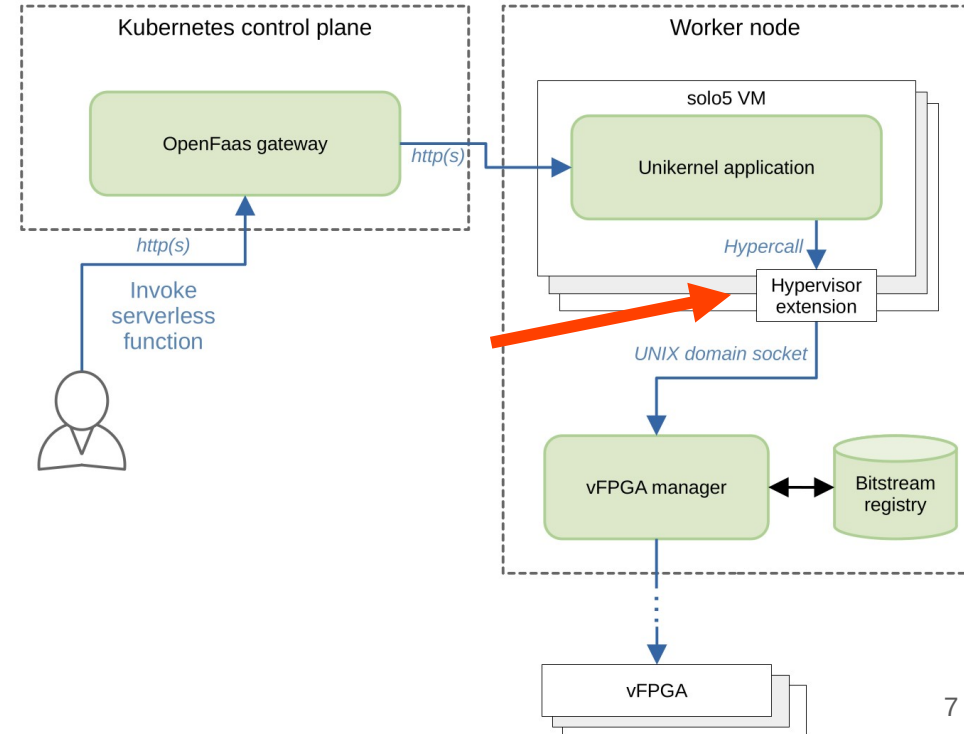 Kubernetes control plane
Worker node
solo5 VM
OpenFaas gateway
http(s)
Unikernel application
http(s)
Hypercall
Invoke
serverless
function
Hypervisor
extension
UNIX domain socket
vFPGA manager
Bitstream
registry
vFPGA
7